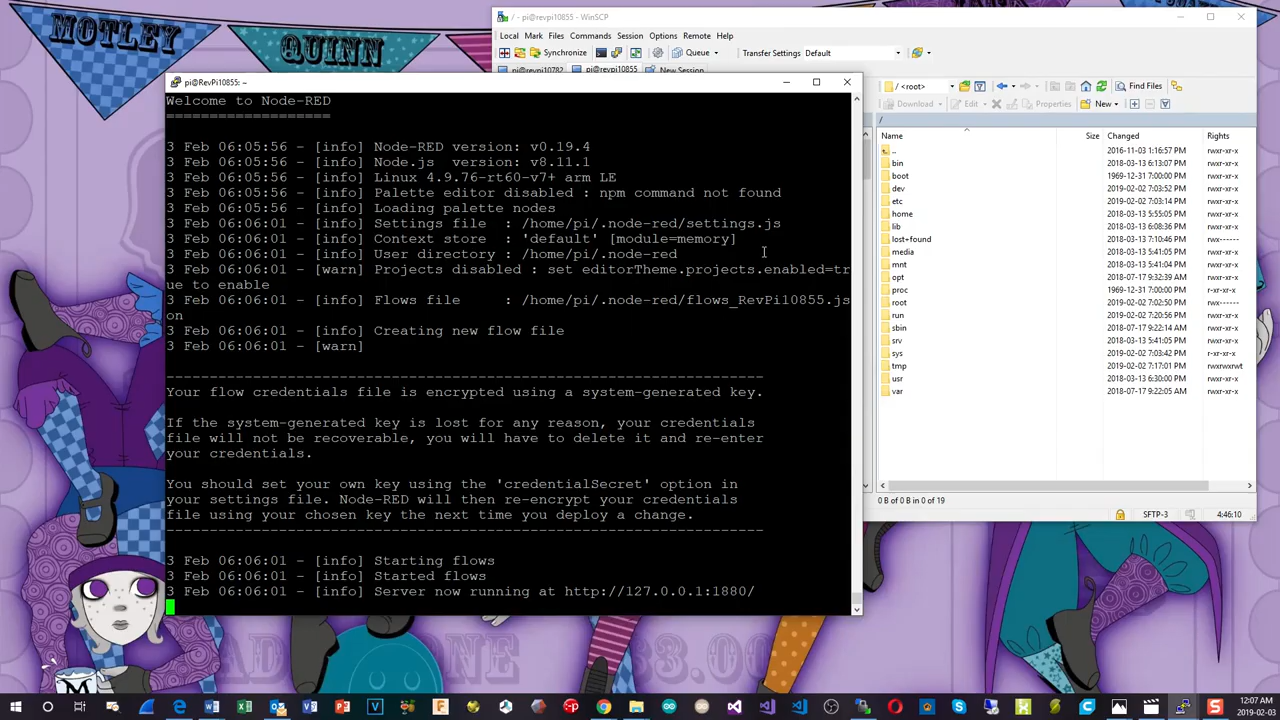 MOTLEY
QUINN
/ - pi@revpi10855 - WinSCP
Local Mark Files Commands Session Options Remote Help
Synchronize Queue Transfer Settings Default
pi@revpi10782 pi@revpi10855 New Session
/ <root> Find Files
Download Edit Properties New
/
Name Size Changed Rights
.. 2016-11-03 1:16:57 PM rwxr-xr-x
bin 2018-03-13 6:13:07 PM rwxr-xr-x
boot 1969-12-31 7:00:00 PM rwxr-xr-x
dev 2019-02-02 7:03:52 PM rwxr-xr-x
etc 2019-02-02 7:03:52 PM rwxr-xr-x
home 2018-03-13 5:55:05 PM rwxr-xr-x
lib 2018-03-13 7:06:58 PM rwxr-xr-x
lost+found 2018-03-13 7:10:46 PM rwx------
media 2018-03-13 6:52:42 PM rwxr-xr-x
mnt 2018-03-13 5:41:05 PM rwxr-xr-x
opt 2018-07-17 9:32:39 AM rwxr-xr-x
proc 1969-12-31 7:00:00 PM r-xr-xr-x
root 2019-02-02 7:02:50 PM rwx------
run 2019-02-02 7:03:57 PM rwxr-xr-x
sbin 2018-07-17 9:22:14 AM rwxr-xr-x
srv 2018-03-13 5:41:05 PM rwxr-xr-x
sys 2019-02-02 7:03:42 PM r-xr-xr-x
tmp 2019-02-02 7:17:01 PM rwxrwxrwt
usr 2018-03-13 6:30:00 PM rwxr-xr-x
var 2018-07-17 9:22:05 AM rwxr-xr-x
0 B of 0 B in 0 of 19
SFTP-3 4:46:10
pi@RevPi10855: ~
Welcome to Node-RED
===================
3 Feb 06:05:56 - [info] Node-RED version: v0.19.4
3 Feb 06:05:56 - [info] Node.js  version: v8.11.1
3 Feb 06:05:56 - [info] Linux 4.9.76-rt60-v7+ arm LE
3 Feb 06:05:56 - [info] Palette editor disabled : npm command not found
3 Feb 06:05:56 - [info] Loading palette nodes
3 Feb 06:06:01 - [info] Settings file  : /home/pi/.node-red/settings.js
3 Feb 06:06:01 - [info] Context store  : 'default' [module=memory]
3 Feb 06:06:01 - [info] User directory : /home/pi/.node-red
3 Feb 06:06:01 - [warn] Projects disabled : set editorTheme.projects.enabled=tr
ue to enable
3 Feb 06:06:01 - [info] Flows file     : /home/pi/.node-red/flows_RevPi10855.js
on
3 Feb 06:06:01 - [info] Creating new flow file
3 Feb 06:06:01 - [warn]
---------------------------------------------------------------------
Your flow credentials file is encrypted using a system-generated key.
If the system-generated key is lost for any reason, your credentials
file will not be recoverable, you will have to delete it and re-enter
your credentials.
You should set your own key using the 'credentialSecret' option in
your settings file. Node-RED will then re-encrypt your credentials
file using your chosen key the next time you deploy a change.
---------------------------------------------------------------------
3 Feb 06:06:01 - [info] Starting flows
3 Feb 06:06:01 - [info] Started flows
3 Feb 06:06:01 - [info] Server now running at http://127.0.0.1:1880/
12:07 AM
2019-02-03